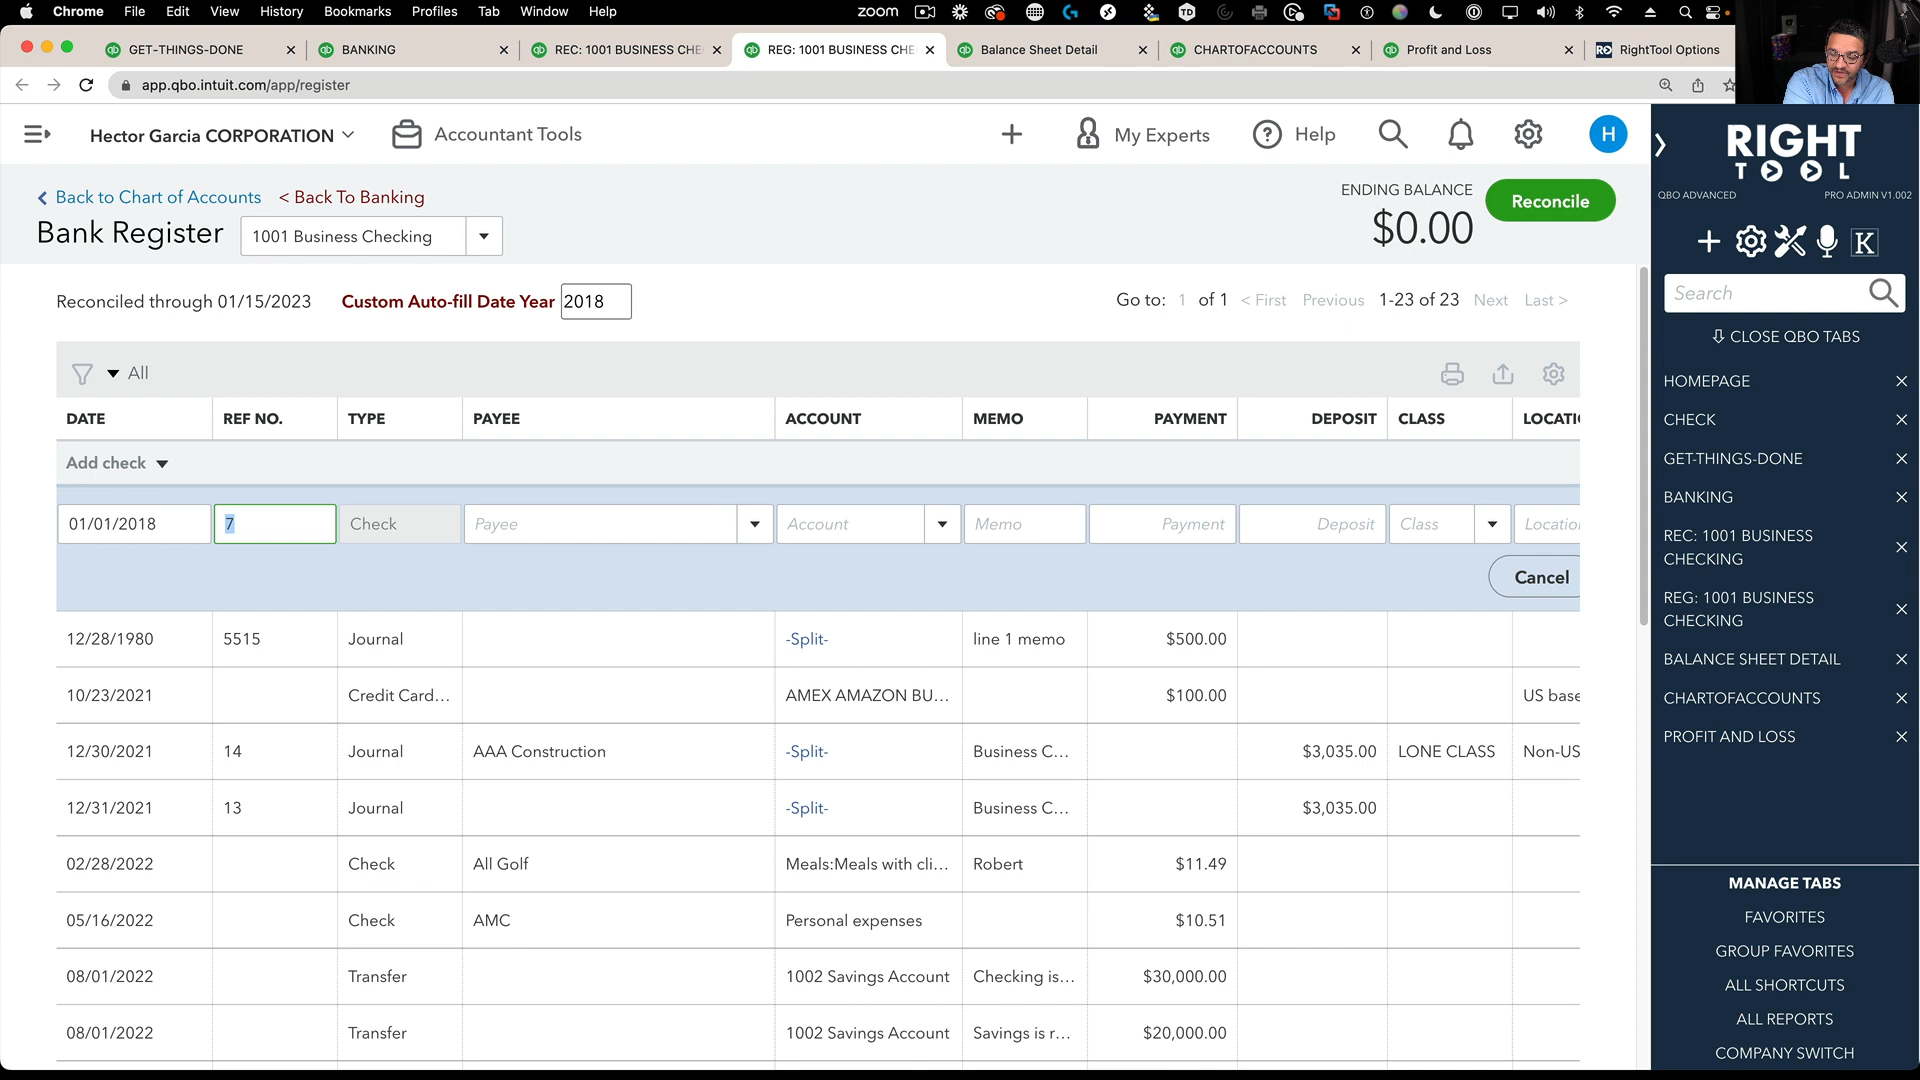 Chrome File Edit View History Bookmarks Profiles Tab Window Help zoom
GET-THINGS-DONE BANKING REC: 1001 BUSINESS CHE REG: 1001 BUSINESS CHE Balance Sheet Detail CHARTOFACCOUNTS Profit and Loss RightTool Options
app.qbo.intuit.com/app/register
Hector Garcia CORPORATION Accountant Tools My Experts Help H
Back to Chart of Accounts < Back To Banking
Bank Register 1001 Business Checking
ENDING BALANCE
$0.00
Reconcile
Reconciled through 01/15/2023 Custom Auto-fill Date Year 2018 Go to: 1 of 1 < First Previous 1-23 of 23 Next Last >
All
DATE REF NO. TYPE PAYEE ACCOUNT MEMO PAYMENT DEPOSIT CLASS LOCATI
Add check
01/01/2018 7 Check Payee Account Memo Payment Deposit Class Locatio
Cancel
12/28/1980 5515 Journal -Split- line 1 memo $500.00
10/23/2021 Credit Card... AMEX AMAZON BU... $100.00 US base
12/30/2021 14 Journal AAA Construction -Split- Business C... $3,035.00 LONE CLASS Non-US
12/31/2021 13 Journal -Split- Business C... $3,035.00
02/28/2022 Check All Golf Meals:Meals with cli... Robert $11.49
05/16/2022 Check AMC Personal expenses $10.51
08/01/2022 Transfer 1002 Savings Account Checking is... $30,000.00
08/01/2022 Transfer 1002 Savings Account Savings is r... $20,000.00
RIGHT
TOOL
QBO ADVANCED PRO ADMIN V1.002
K
Search
CLOSE QBO TABS
HOMEPAGE
CHECK
GET-THINGS-DONE
BANKING
REC: 1001 BUSINESS
CHECKING
REG: 1001 BUSINESS
CHECKING
BALANCE SHEET DETAIL
CHARTOFACCOUNTS
PROFIT AND LOSS
MANAGE TABS
FAVORITES
GROUP FAVORITES
ALL SHORTCUTS
ALL REPORTS
COMPANY SWITCH